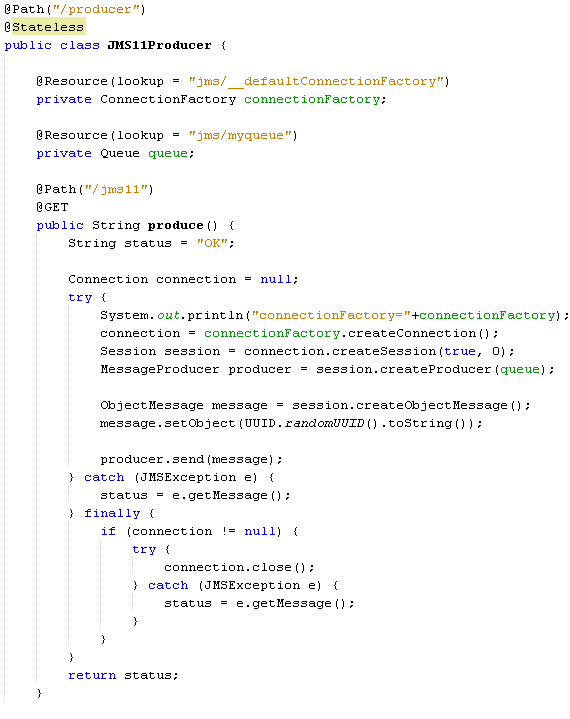 @Path("/producer")
@Stateless
public class JMS11Producer {
@Resource(lookup = "jms/__defaultConnectionFactory")
private ConnectionFactory connectionFactory;
@Resource(lookup = "jms/myqueue")
private Queue queue;
@Path("/jms11")
@GET
public String produce() {
String status = "OK";
Connection connection = null;
try {
System.out.println("connectionFactory="+connectionFactory);
connection = connectionFactory.createConnection();
Session session = connection.createSession(true, 0);
MessageProducer producer = session.createProducer(queue);
ObjectMessage message = session.createObjectMessage();
message.setObject(UUID.randomUUID().toString());
producer.send(message);
} catch (JMSException e) {
status = e.getMessage();
} finally {
if (connection != null) {
try {
connection.close();
} catch (JMSException e) {
status = e.getMessage();
}
}
}
return status;
}